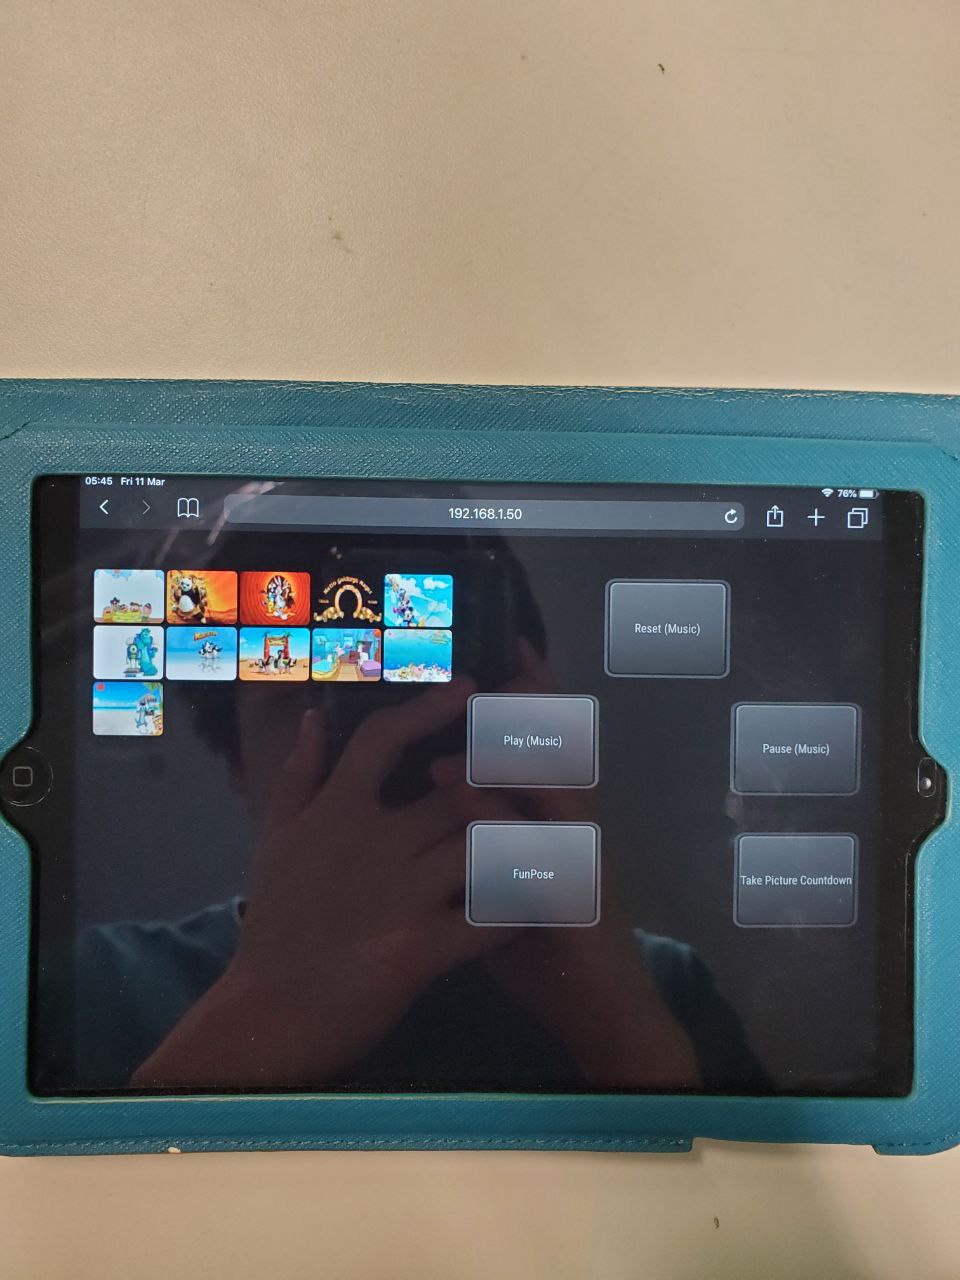 05:45 Fri 11 Mar
76%
192.168.1.50
Reset (Music)
Play (Music)
Pause (Music)
FunPose
Take Picture Countdown